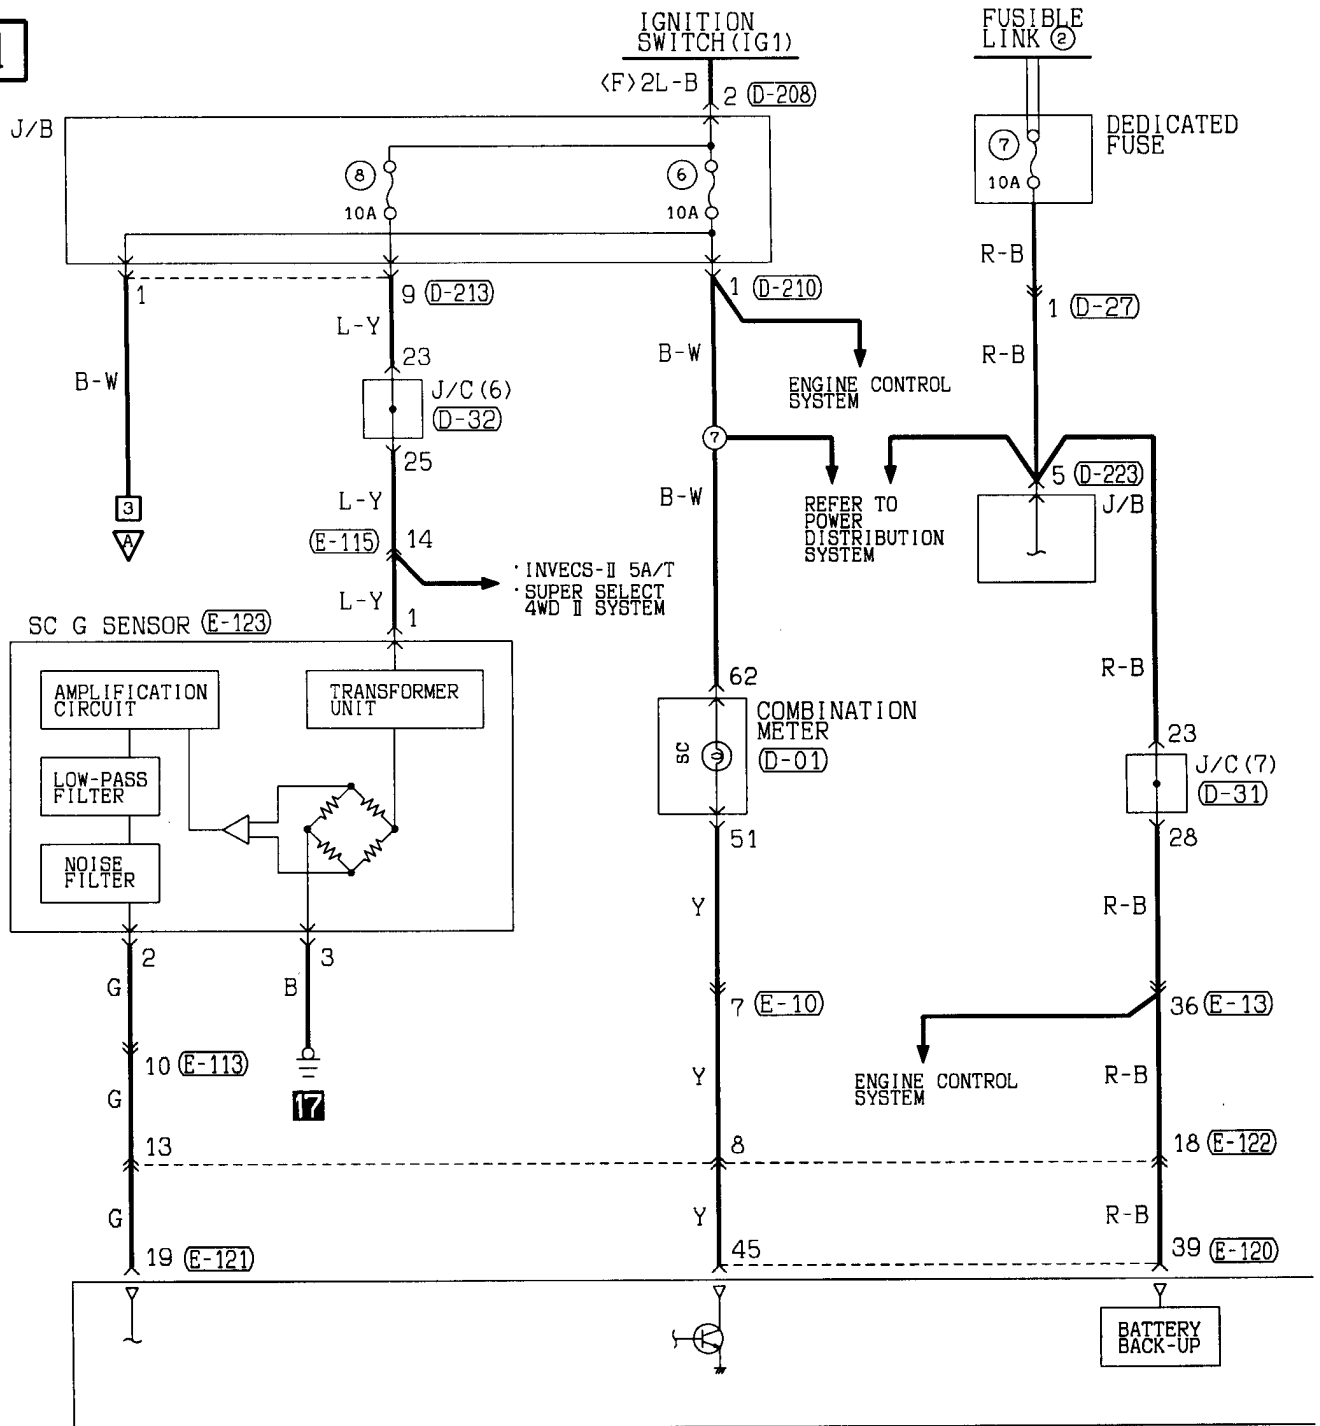 1
IGNITION
SWITCH(IG1)
FUSIBLE
LINK ②
<F>2L-B
2 (D-208)
J/B
DEDICATED
FUSE
⑧
10A
⑥
10A
⑦
10A
R-B
1
9 (D-213)
1 (D-210)
1 (D-27)
L-Y
B-W
R-B
23
B-W
J/C(6)
(D-32)
ENGINE CONTROL
SYSTEM
25
⑦
5 (D-223)
J/B
3
A
L-Y
B-W
REFER TO
POWER
DISTRIBUTION
SYSTEM
(E-115) 14
· INVECS-Ⅱ 5A/T
· SUPER SELECT
4WD Ⅱ SYSTEM
L-Y
1
SC G SENSOR (E-123)
R-B
AMPLIFICATION
CIRCUIT
TRANSFORMER
UNIT
62
COMBINATION
METER
(D-01)
SC
23
J/C(7)
(D-31)
LOW-PASS
FILTER
51
28
NOISE
FILTER
Y
R-B
2
3
G
B
7 (E-10)
36 (E-13)
10 (E-113)
17
G
Y
ENGINE CONTROL
SYSTEM
R-B
13
8
18 (E-122)
G
Y
R-B
19 (E-121)
45
39 (E-120)
BATTERY
BACK-UP